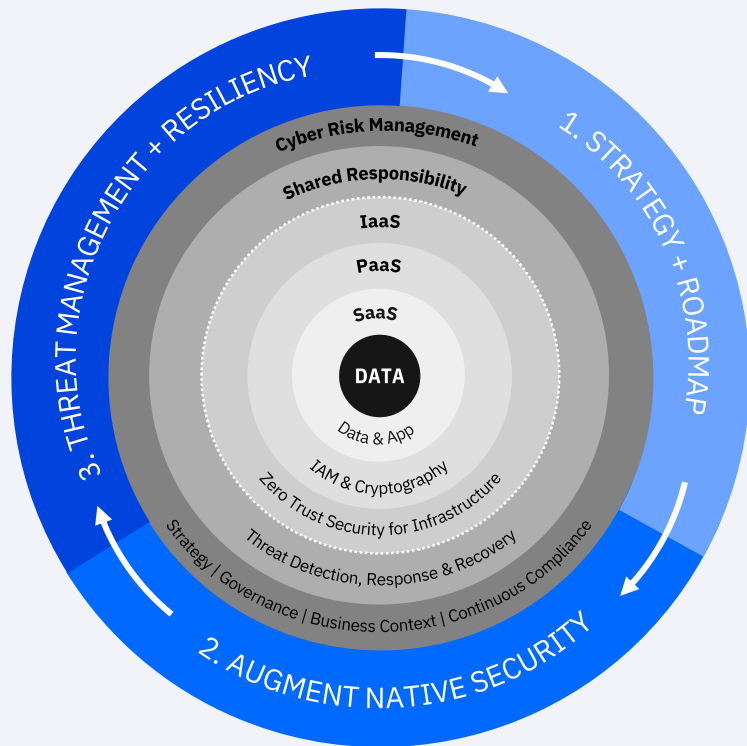 1. STRATEGY + ROADMAP
2. AUGMENT NATIVE SECURITY
3. THREAT MANAGEMENT + RESILIENCY
Cyber Risk Management
Shared Responsibility
IaaS
PaaS
SaaS
DATA
Data & App
IAM & Cryptography
Zero Trust Security for Infrastructure
Threat Detection, Response & Recovery
Strategy | Governance | Business Context | Continuous Compliance